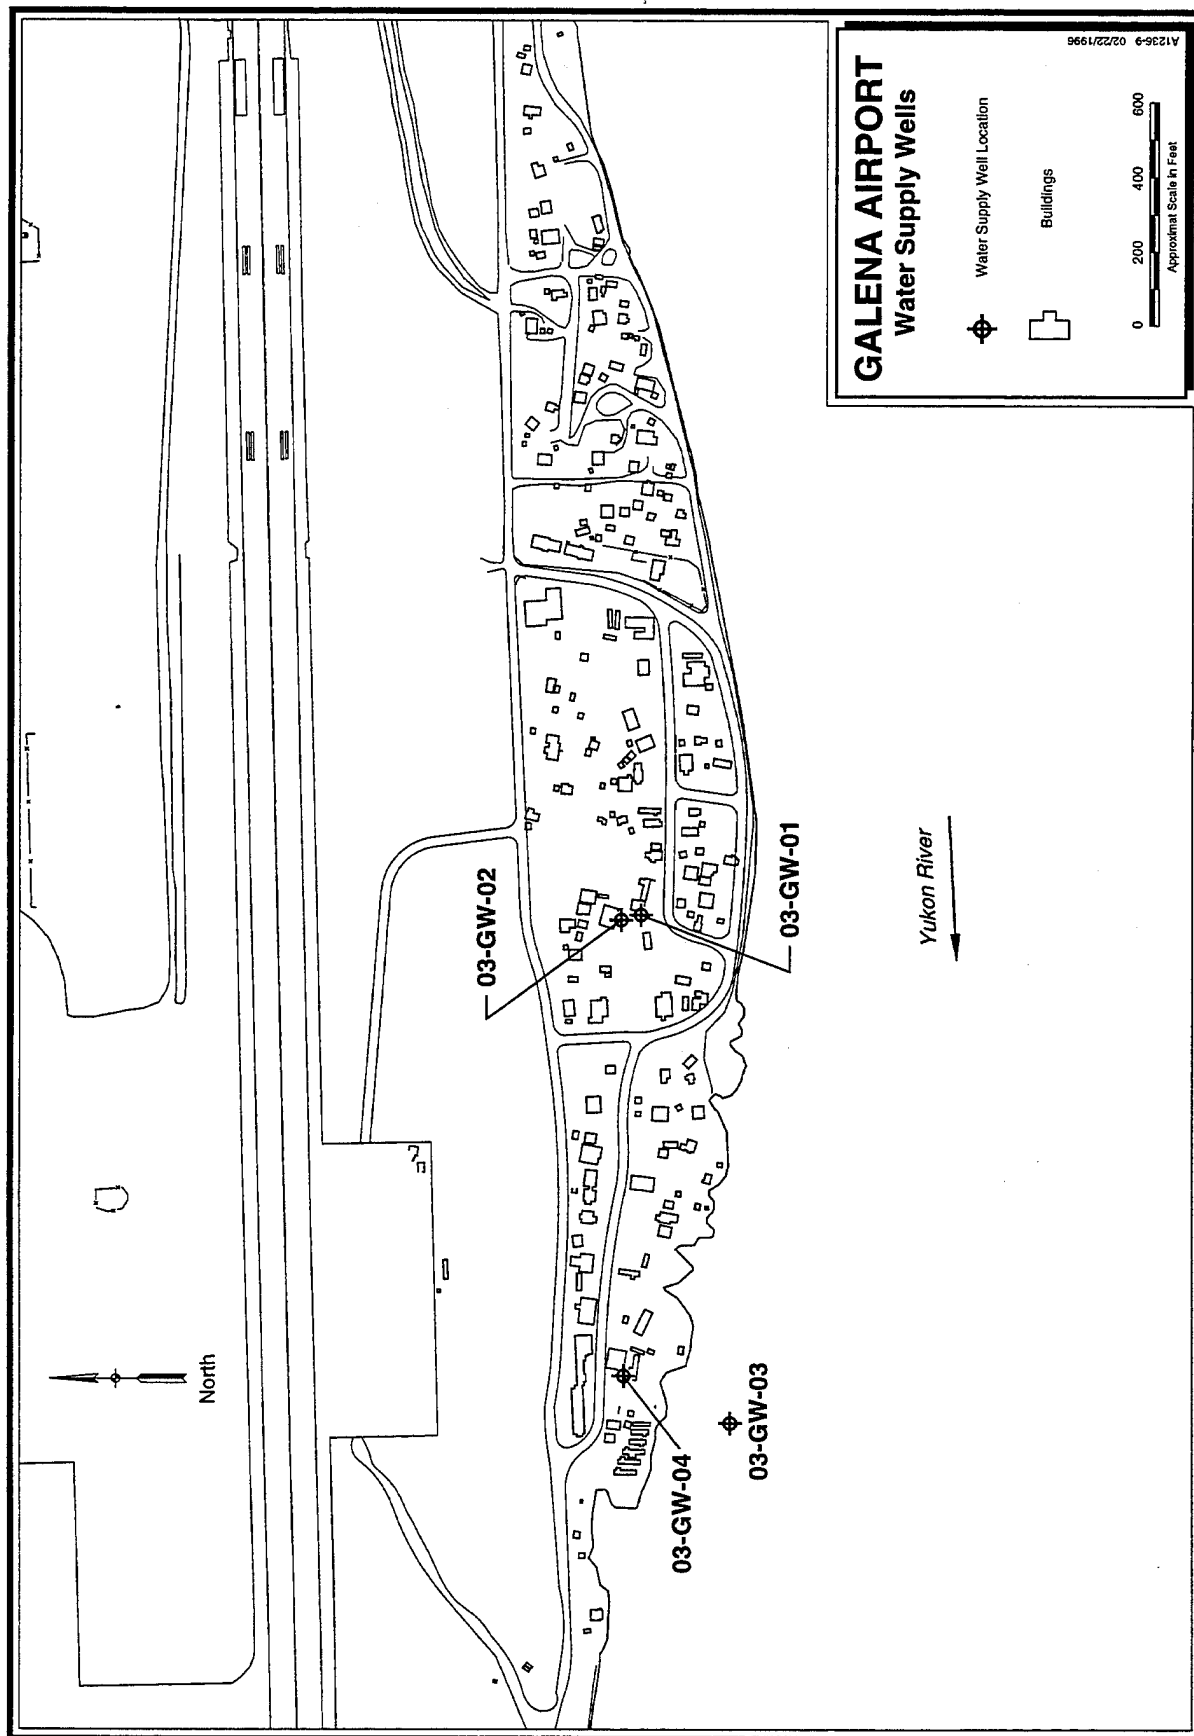 GALENA AIRPORT
Water Supply Wells
Water Supply Well Location
Buildings
0 200 400 600
Approximat Scale in Feet
A1236-9 02/22/1996
North
03-GW-02
03-GW-01
03-GW-04
03-GW-03
Yukon River